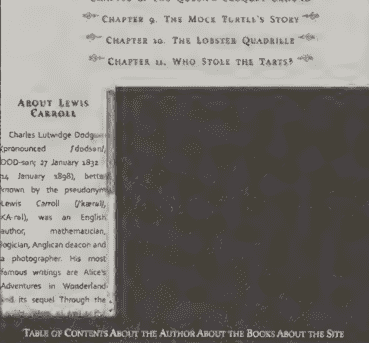 Chapter 9. The Mock Turtle's Story
Chapter 10. The Lobster Quadrille
Chapter 11. Who Stole the Tarts?
About Lewis
Carroll
Charles Lutwidge Dodgson
(pronounced /ˈdɒdsən/,
DOD-son; 27 January 1832
14 January 1898), better
known by the pseudonym
Lewis Carroll (/ˈkærəl/,
KA-rəl), was an English
author, mathematician,
logician, Anglican deacon and
a photographer. His most
famous writings are Alice's
Adventures in Wonderland
and its sequel Through the
Table of Contents About the Author About the Books About the Site